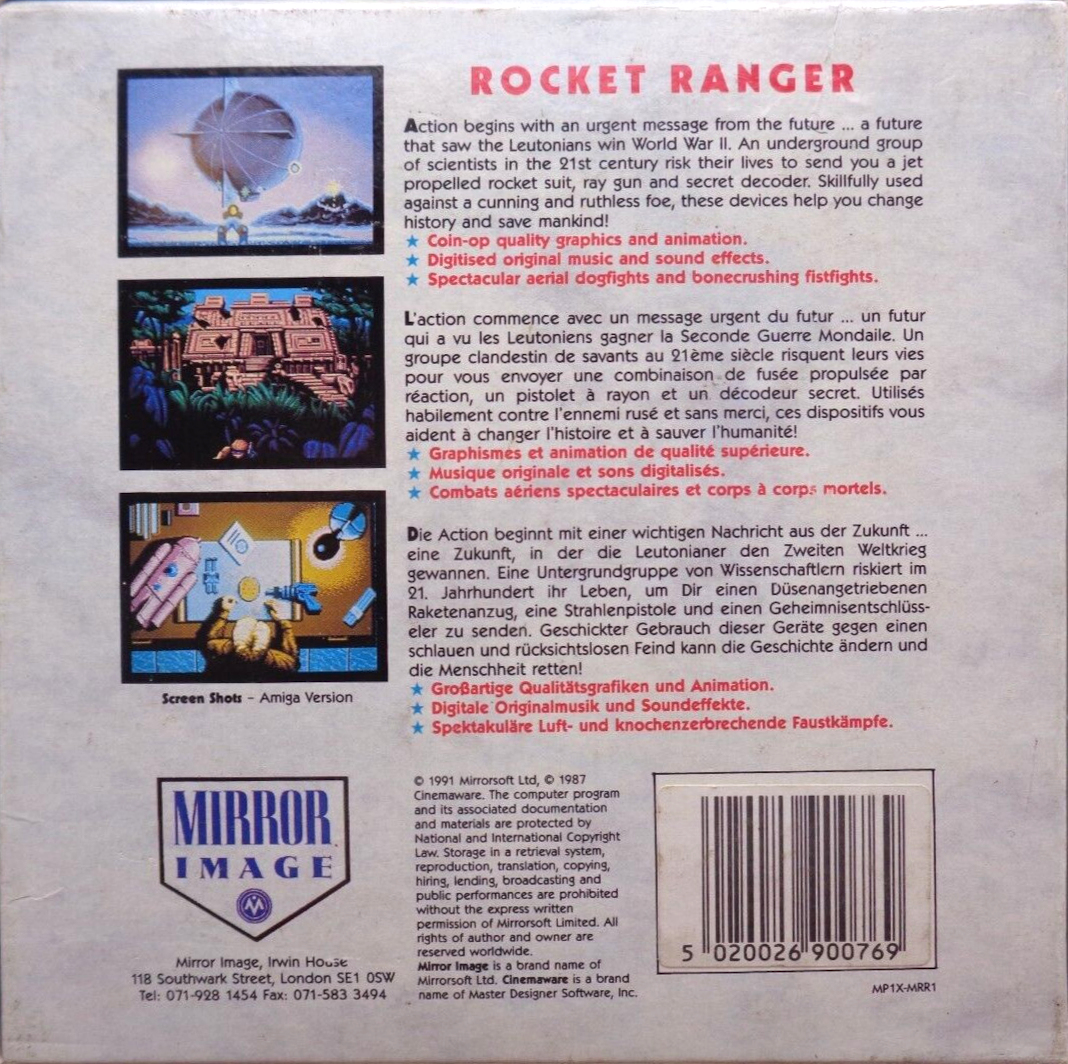 ROCKET RANGER
Action begins with an urgent message from the future ... a future
that saw the Leutonians win World War II. An underground group
of scientists in the 21st century risk their lives to send you a jet
propelled rocket suit, ray gun and secret decoder. Skillfully used
against a cunning and ruthless foe, these devices help you change
history and save mankind!
★ Coin-op quality graphics and animation.
★ Digitised original music and sound effects.
★ Spectacular aerial dogfights and bonecrushing fistfights.
L'action commence avec un message urgent du futur ... un futur
qui a vu les Leutoniens gagner la Seconde Guerre Mondaile. Un
groupe clandestin de savants au 21ème siècle risquent leurs vies
pour vous envoyer une combinaison de fusée propulsée par
réaction, un pistolet à rayon et un décodeur secret. Utilisés
habilement contre l'ennemi rusé et sans merci, ces dispositifs vous
aident à changer l'histoire et à sauver l'humanité!
★ Graphismes et animation de qualité supérieure.
★ Musique originale et sons digitalisés.
★ Combats aériens spectaculaires et corps à corps mortels.
Die Action beginnt mit einer wichtigen Nachricht aus der Zukunft ...
eine Zukunft, in der die Leutonianer den Zweiten Weltkrieg
gewannen. Eine Untergrundgruppe von Wissenschaftlern riskiert im
21. Jahrhundert ihr Leben, um Dir einen Düsenangetriebenen
Raketenanzug, eine Strahlenpistole und einen Geheimnisentschlüss-
eler zu senden. Geschickter Gebrauch dieser Geräte gegen einen
schlauen und rücksichtslosen Feind kann die Geschichte ändern und
die Menschheit retten!
★ Großartige Qualitätsgrafiken und Animation.
★ Digitale Originalmusik und Soundeffekte.
★ Spektakuläre Luft- und knochenzerbrechende Faustkämpfe.
Screen Shots – Amiga Version
MIRROR
IMAGE
Mirror Image, Irwin House
118 Southwark Street, London SE1 0SW
Tel: 071-928 1454 Fax: 071-583 3494
© 1991 Mirrorsoft Ltd, © 1987
Cinemaware. The computer program
and its associated documentation
and materials are protected by
National and International Copyright
Law. Storage in a retrieval system,
reproduction, translation, copying,
hiring, lending, broadcasting and
public performances are prohibited
without the express written
permission of Mirrorsoft Limited. All
rights of author and owner are
reserved worldwide.
Mirror Image is a brand name of
Mirrorsoft Ltd. Cinemaware is a brand
name of Master Designer Software, Inc.
5 020026 900769
MP1X-MRR1